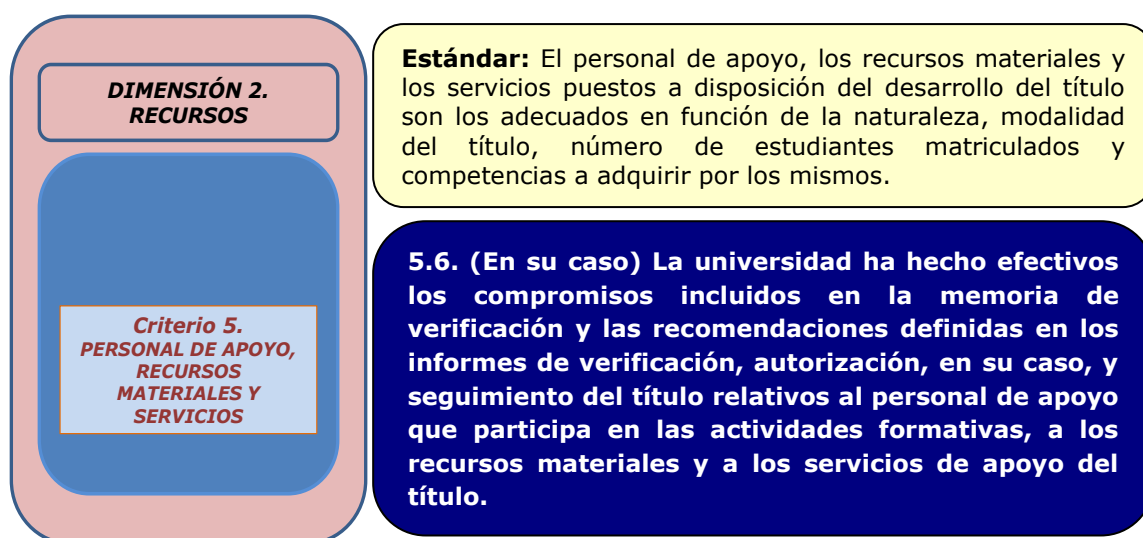 DIMENSIÓN 2.
RECURSOS
Criterio 5.
PERSONAL DE APOYO,
RECURSOS
MATERIALES Y
SERVICIOS
Estándar: El personal de apoyo, los recursos materiales y
los servicios puestos a disposición del desarrollo del título
son los adecuados en función de la naturaleza, modalidad
del título, número de estudiantes matriculados y
competencias a adquirir por los mismos.
5.6. (En su caso) La universidad ha hecho efectivos
los compromisos incluidos en la memoria de
verificación y las recomendaciones definidas en los
informes de verificación, autorización, en su caso, y
seguimiento del título relativos al personal de apoyo
que participa en las actividades formativas, a los
recursos materiales y a los servicios de apoyo del
título.